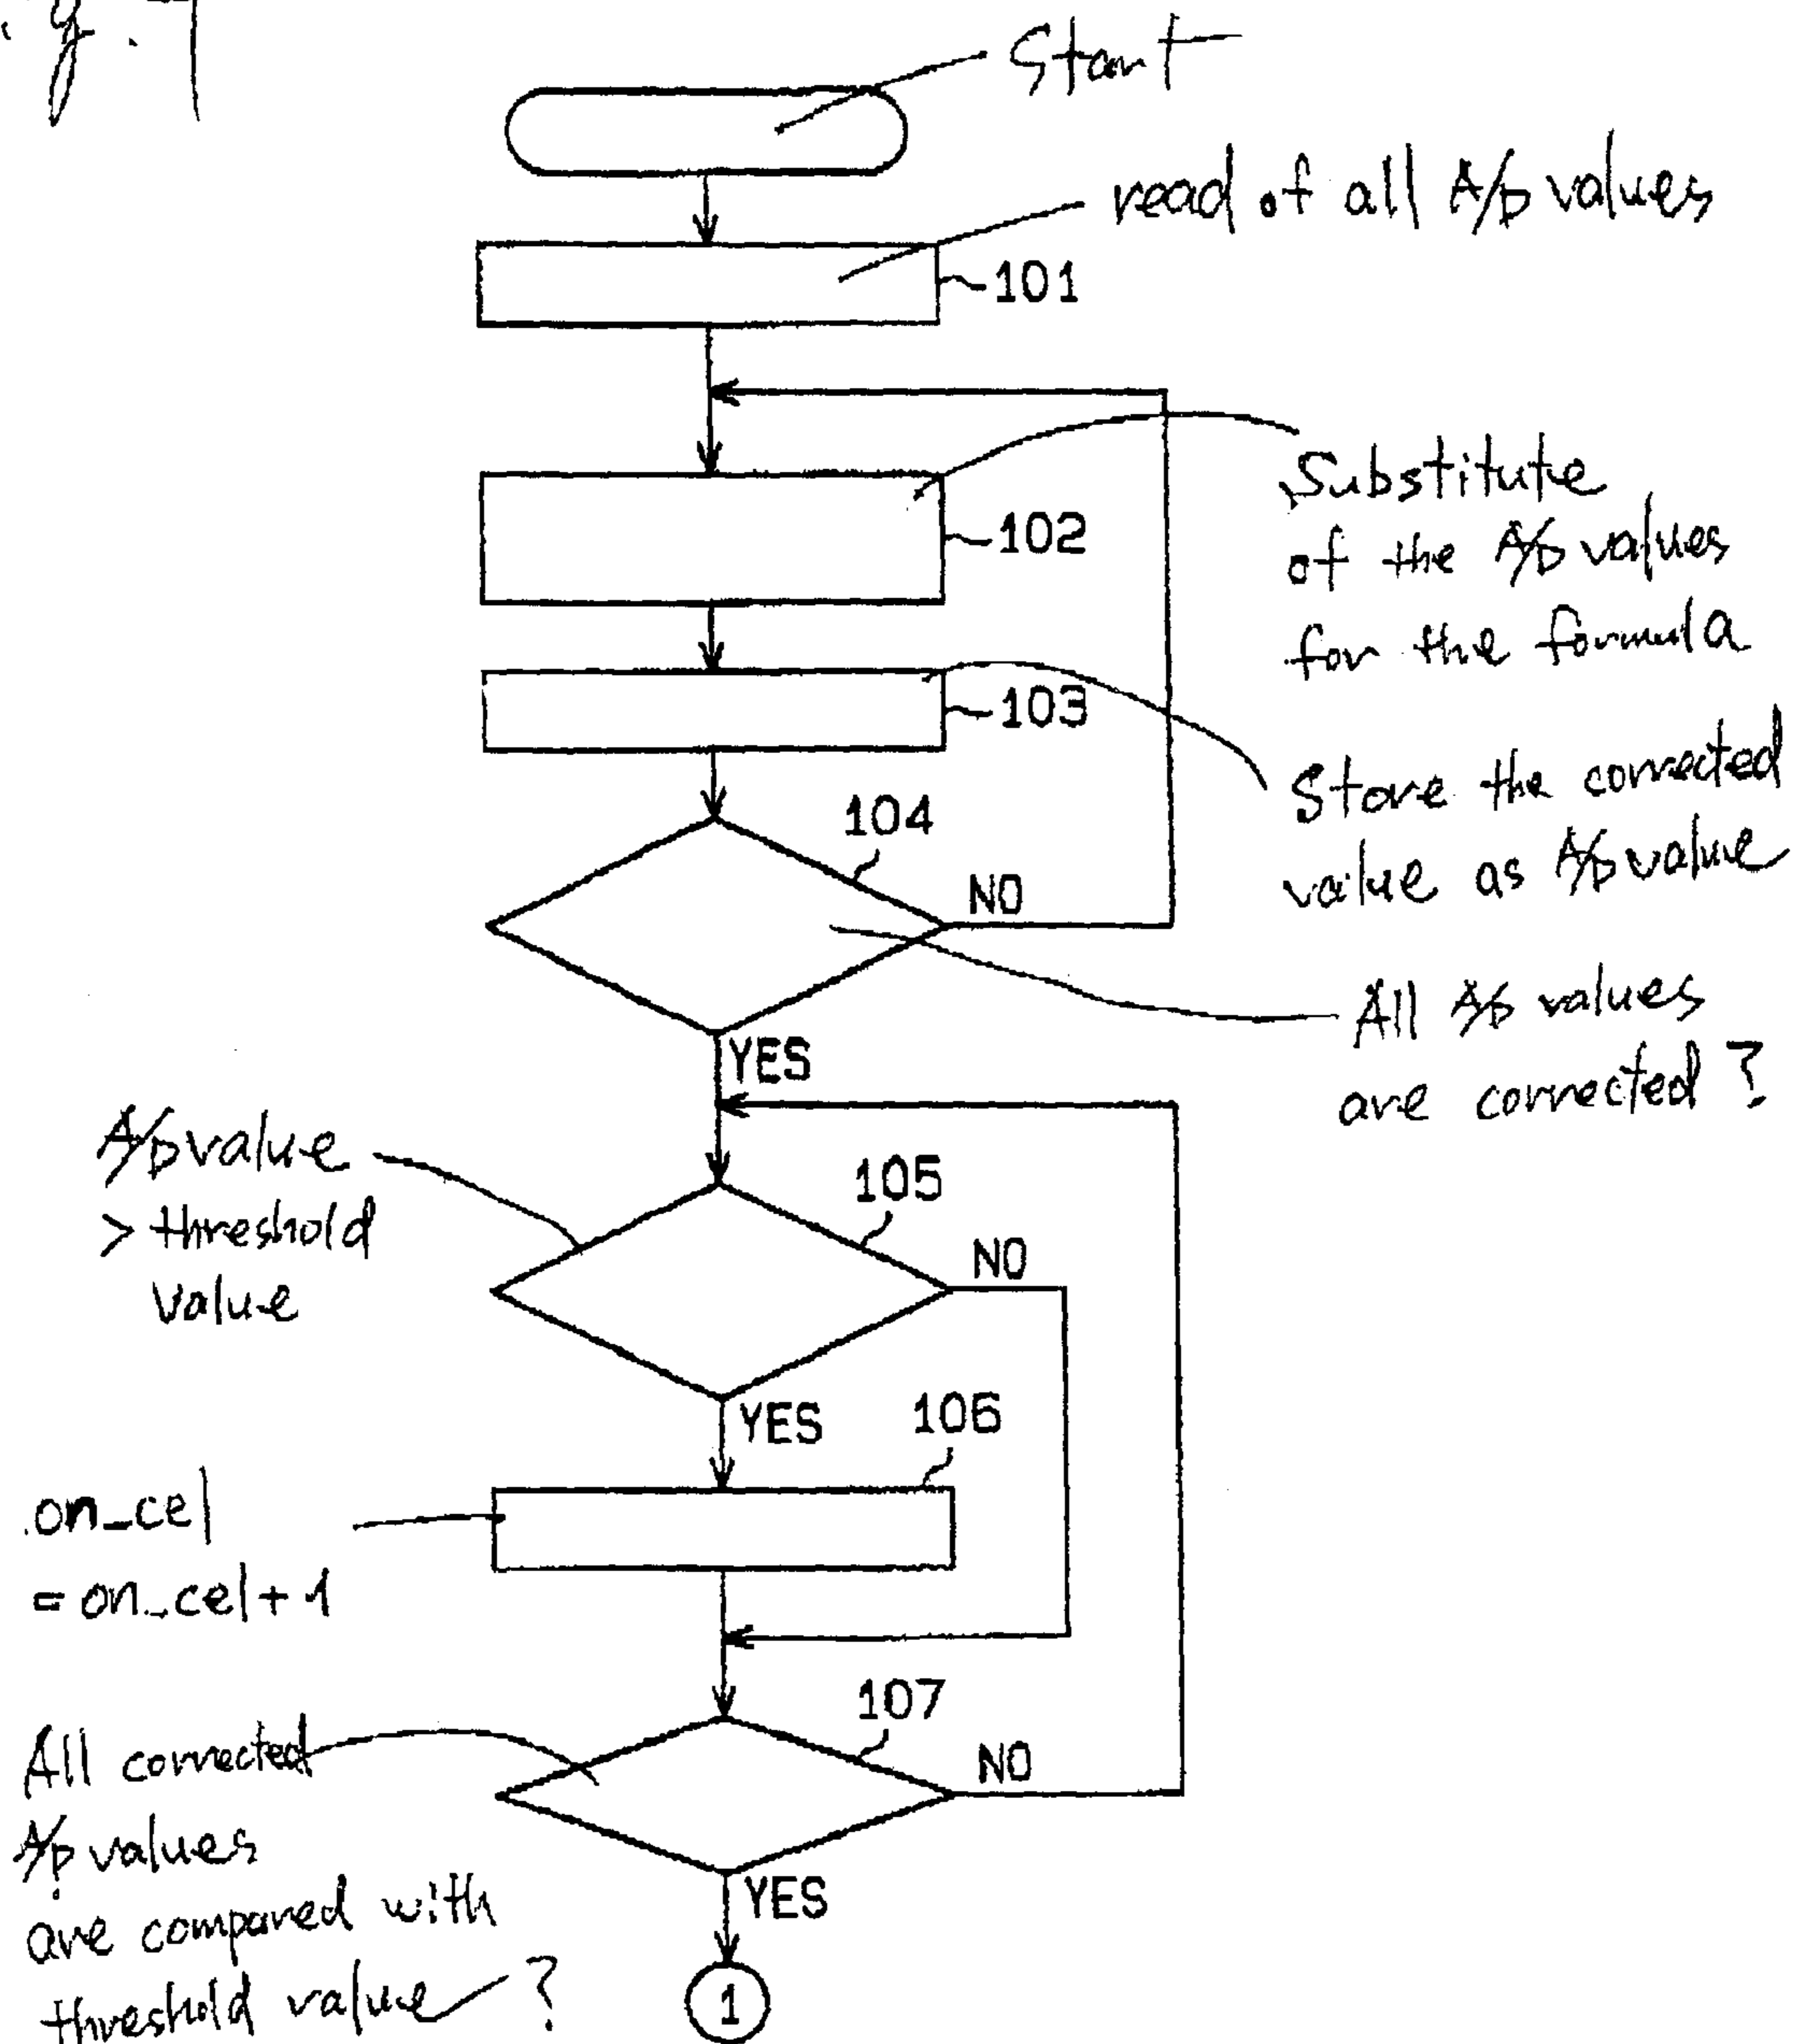 Start
read of all A/D values
101
Substitute
of the A/D values
for the formula
102
103
Store the corrected
value as A/D value
104
NO
All A/D values
are corrected?
YES
A/D value
> threshold
value
105
NO
YES
106
on_cel
= on_cel+1
107
NO
All corrected
A/D values
are compared with
threshold value?
YES
1